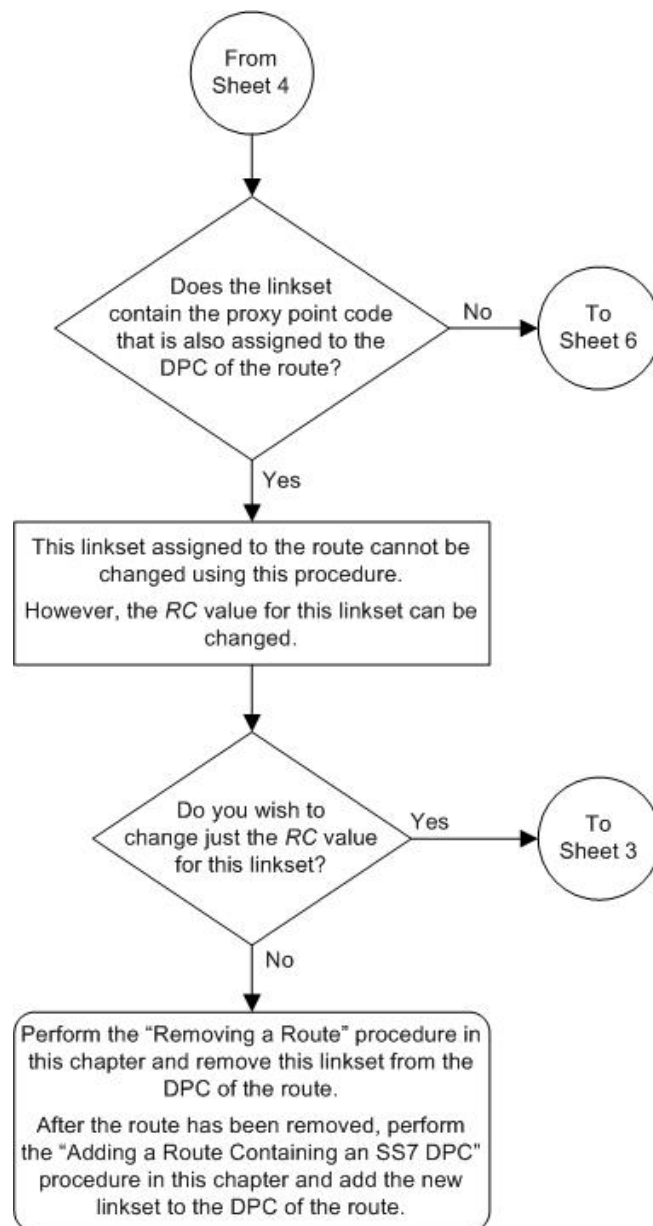 From
Sheet 4
Does the linkset
contain the proxy point code
that is also assigned to the
DPC of the route?
No
To
Sheet 6
Yes
This linkset assigned to the route cannot be
changed using this procedure.
However, the RC value for this linkset can be
changed.
Do you wish to
change just the RC value
for this linkset?
Yes
To
Sheet 3
No
Perform the “Removing a Route” procedure in
this chapter and remove this linkset from the
DPC of the route.
After the route has been removed, perform
the “Adding a Route Containing an SS7 DPC”
procedure in this chapter and add the new
linkset to the DPC of the route.